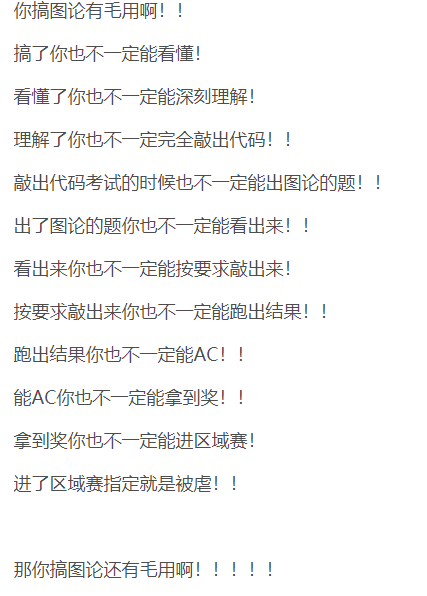 你搞图论有毛用啊！！
搞了你也不一定能看懂！
看懂了你也不一定能深刻理解！
理解了你也不一定完全敲出代码！！
敲出代码考试的时候也不一定能出图论的题！！
出了图论的题你也不一定能看出来！！
看出来你也不一定能按要求敲出来！
按要求敲出来你也不一定能跑出结果！！
跑出结果你也不一定能AC！！
能AC你也不一定能拿到奖！！
拿到奖你也不一定能进区域赛！
进了区域赛指定就是被虐！！
那你搞图论还有毛用啊！！！！！